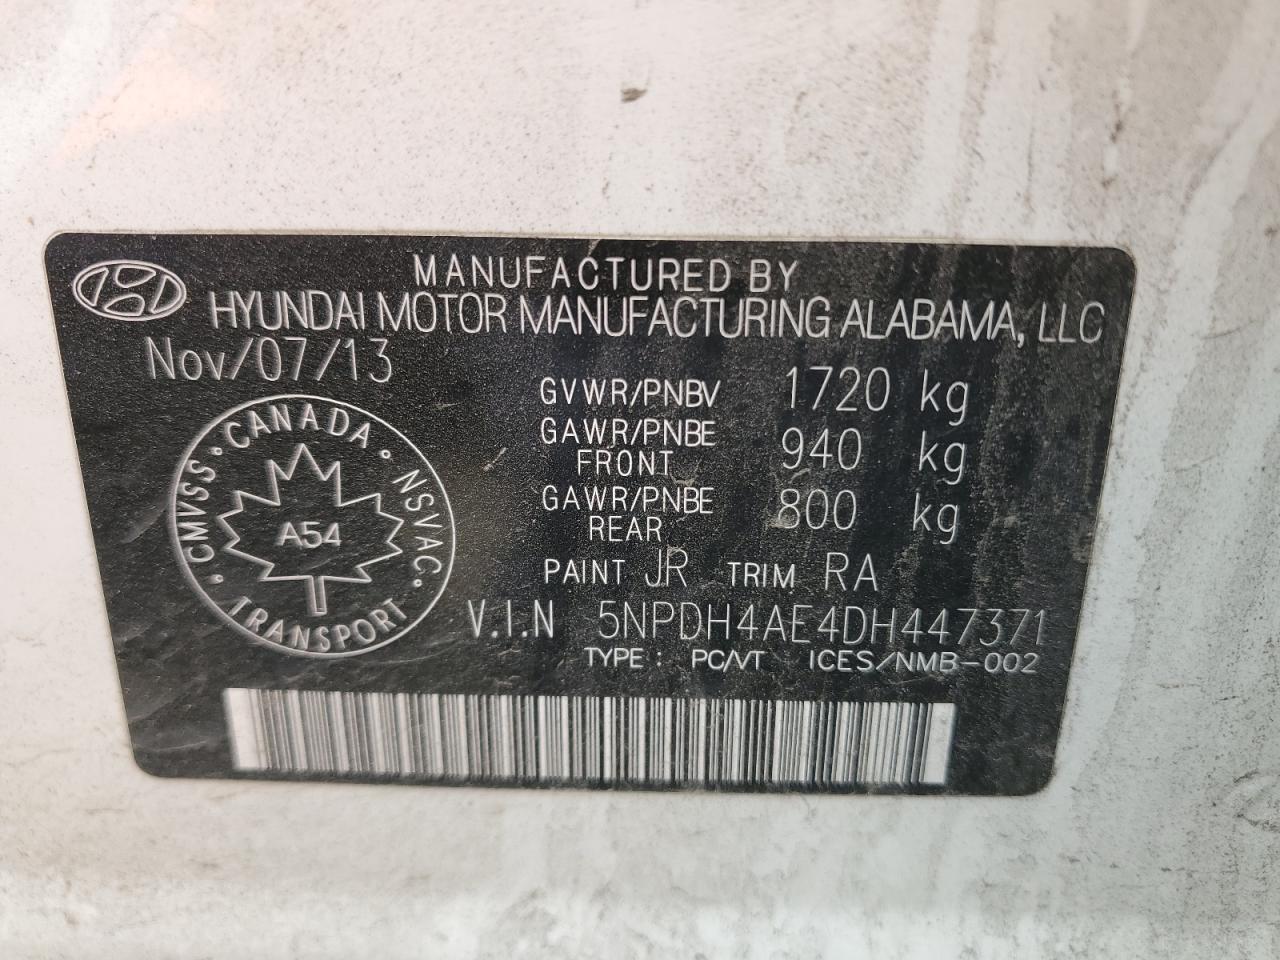 MANUFACTURED BY
HYUNDAI MOTOR MANUFACTURING ALABAMA, LLC
Nov/07/13
GVWR/PNBV 1720 kg
GAWR/PNBE FRONT 940 kg
GAWR/PNBE REAR 800 kg
CMVSS · CANADA · NSVAC · TRANSPORT ·
A54
PAINT JR TRIM RA
V.I.N 5NPDH4AE4DH447371
TYPE : PC/VT ICES/NMB-002